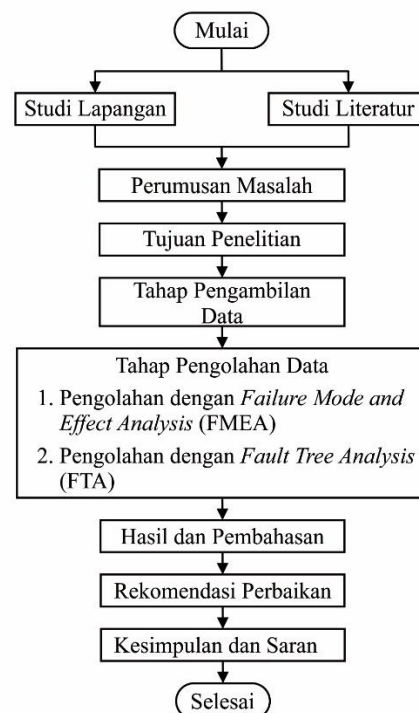 Mulai
Studi Lapangan
Studi Literatur
Perumusan Masalah
Tujuan Penelitian
Tahap Pengambilan
Data
Tahap Pengolahan Data
1. Pengolahan dengan Failure Mode and
Effect Analysis (FMEA)
2. Pengolahan dengan Fault Tree Analysis
(FTA)
Hasil dan Pembahasan
Rekomendasi Perbaikan
Kesimpulan dan Saran
Selesai